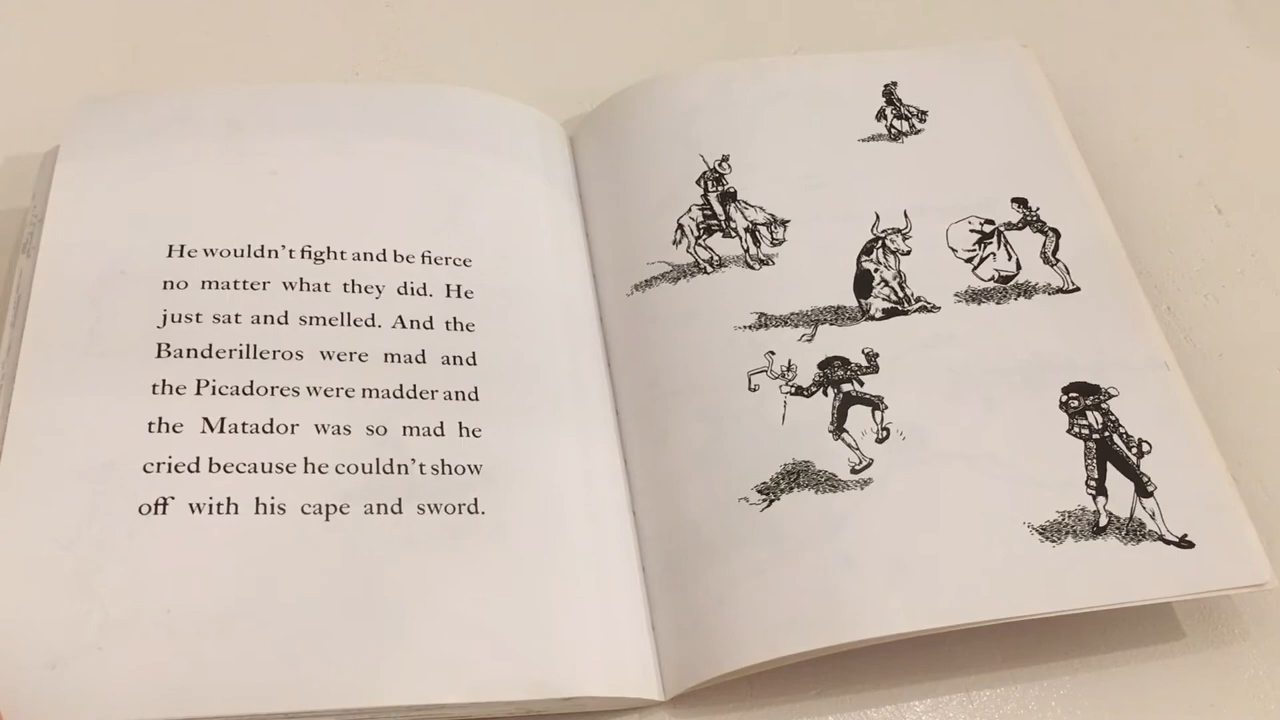 He wouldn't fight and be fierce
no matter what they did. He
just sat and smelled. And the
Banderilleros were mad and
the Picadores were madder and
the Matador was so mad he
cried because he couldn't show
off with his cape and sword.